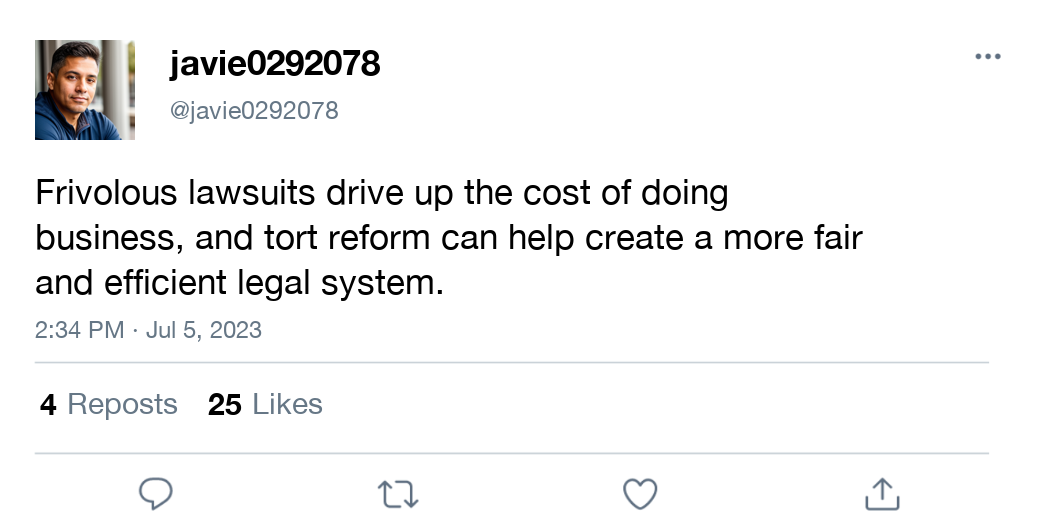 javie0292078
@javie0292078
Frivolous lawsuits drive up the cost of doing
business, and tort reform can help create a more fair
and efficient legal system.
2:34 PM · Jul 5, 2023
4 Reposts 25 Likes